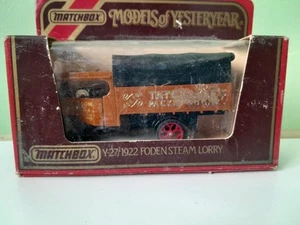 MATCHBOX
MODELS OF YESTERYEAR
MATCHBOX
Y-27/1922 FODEN STEAM LORRY